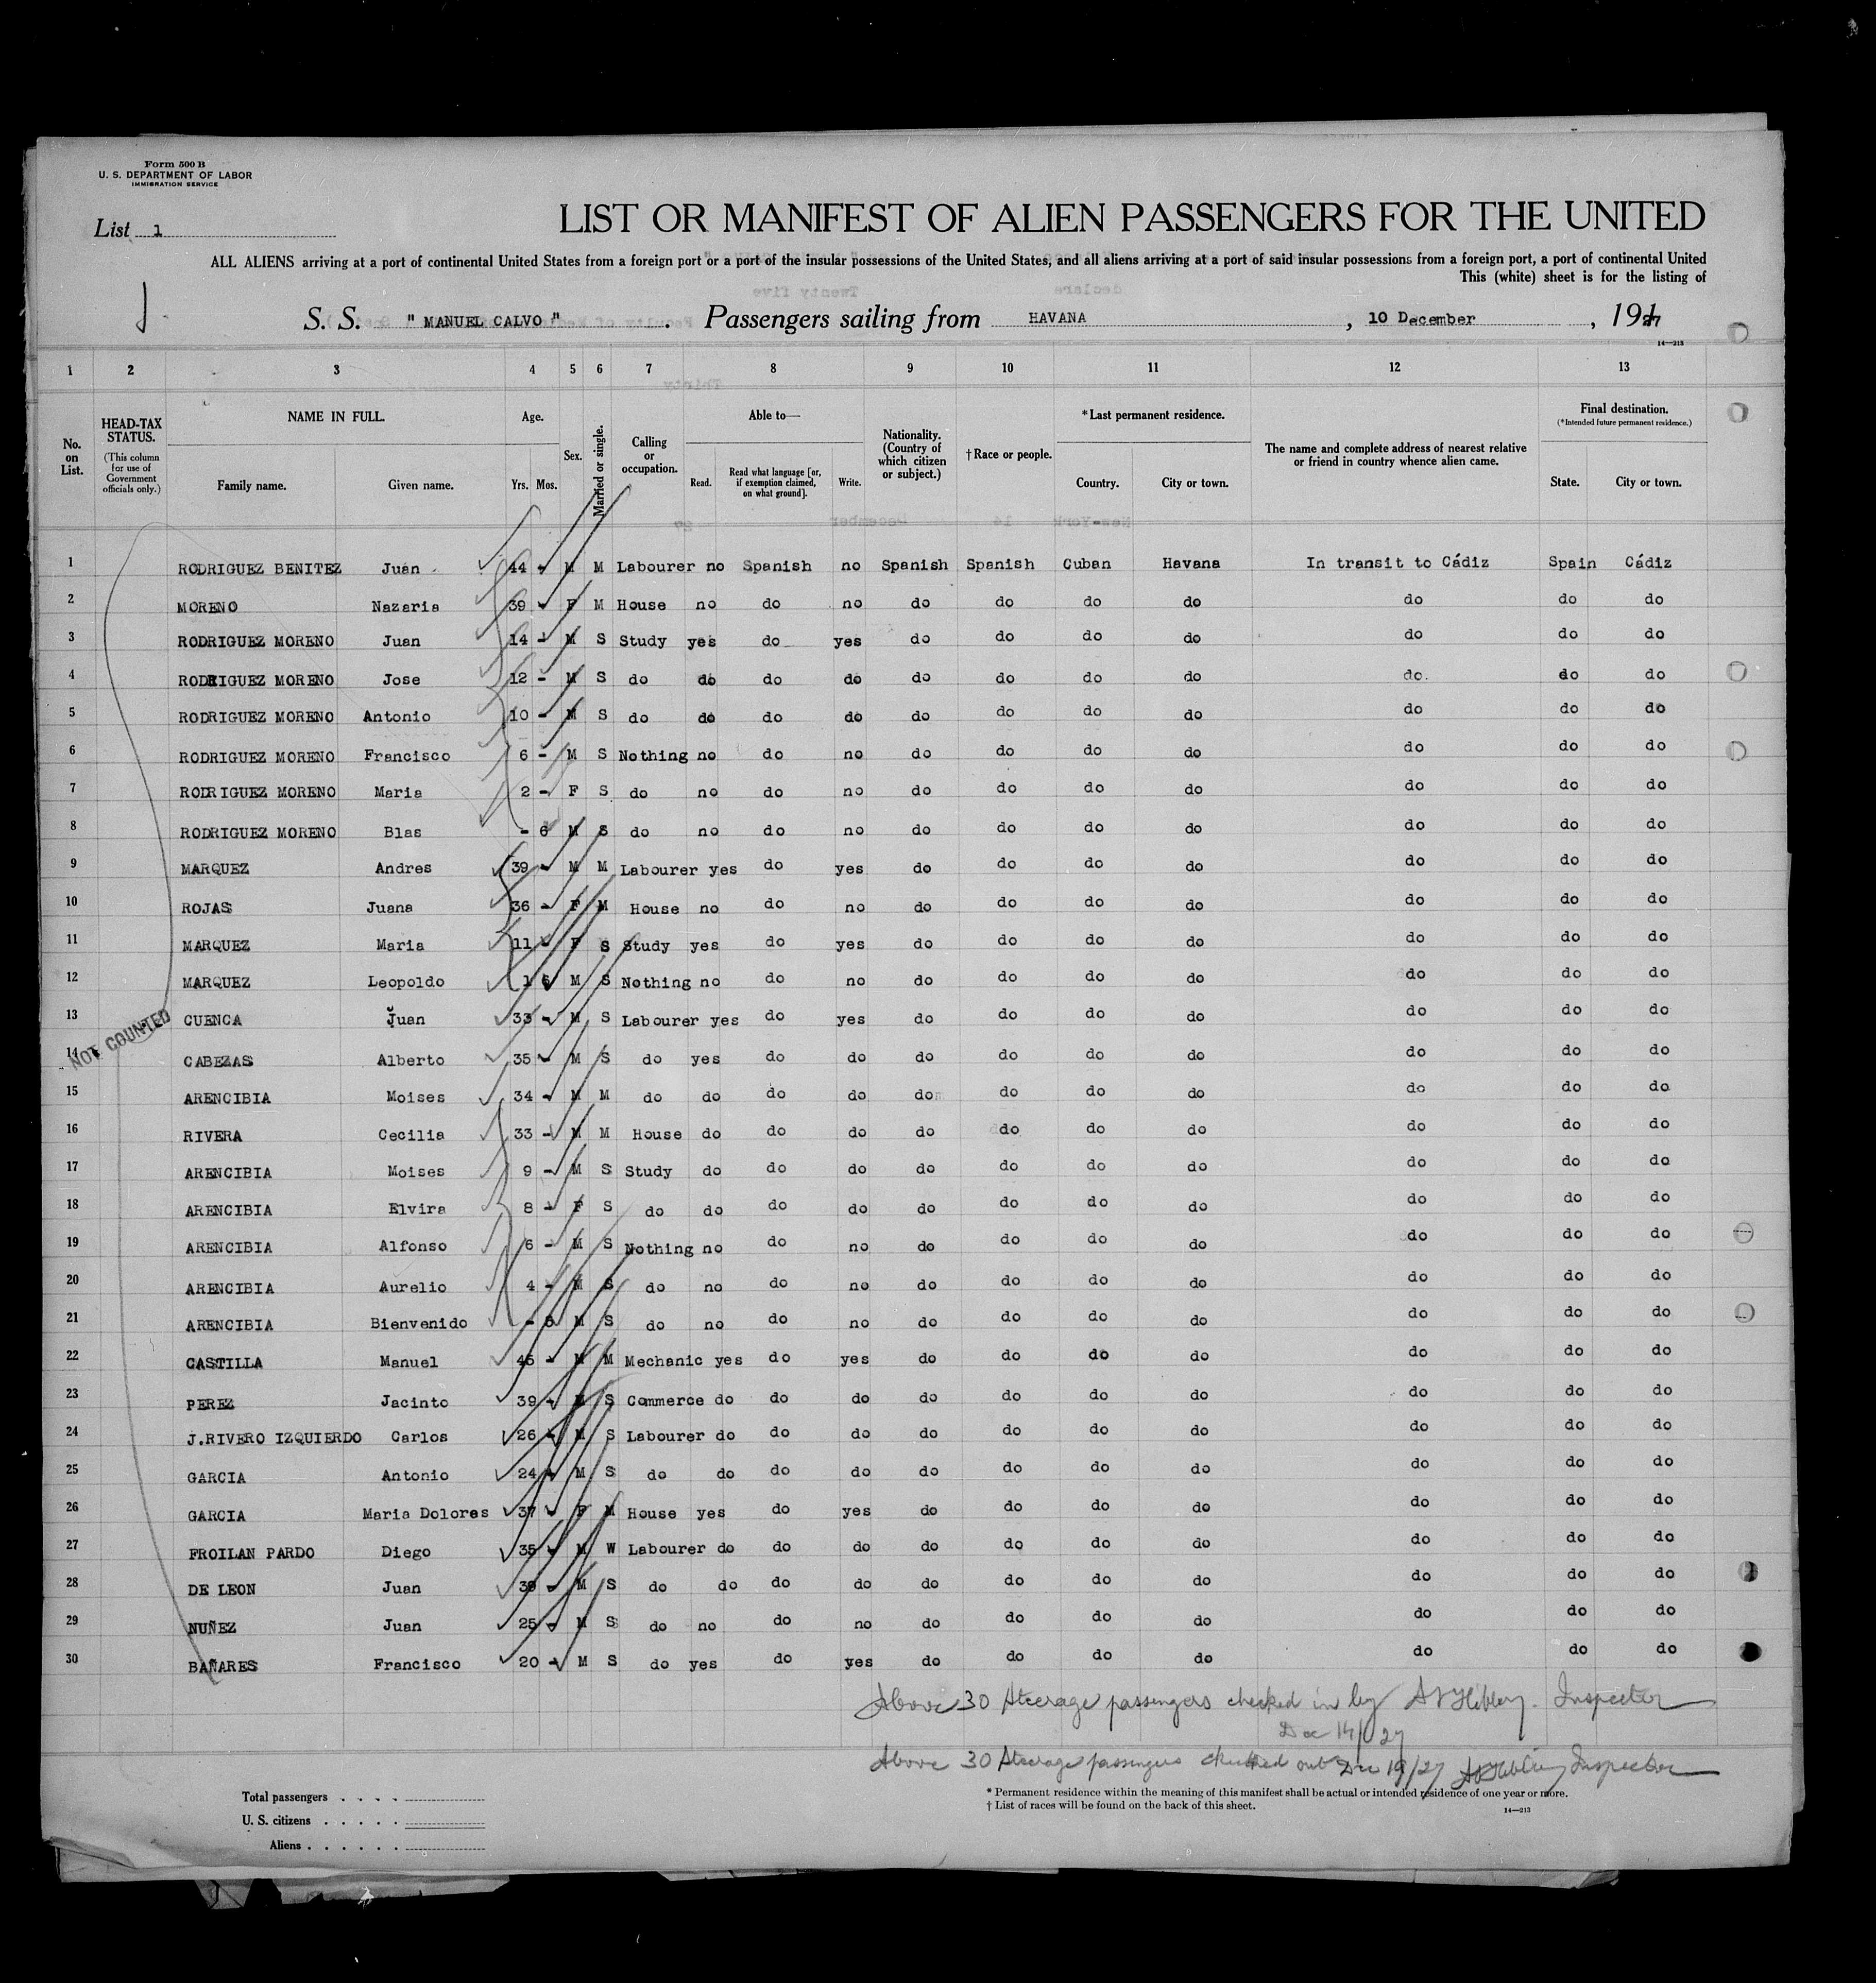 Form 500 B
U. S. DEPARTMENT OF LABOR
IMMIGRATION SERVICE
List 1
LIST OR MANIFEST OF ALIEN PASSENGERS FOR THE UNITED
ALL ALIENS arriving at a port of continental United States from a foreign port or a port of the insular possessions of the United States, and all aliens arriving at a port of said insular possessions from a foreign port, a port of continental United
This (white) sheet is for the listing of
S. S. " MANUEL CALVO " . Passengers sailing from HAVANA , 10 December , 1927
14—213
1 2 3 4 5 6 7 8 9 10 11 12 13
No. on List. HEAD-TAX STATUS. (This column for use of Government officials only.) NAME IN FULL. Family name. Given name. Age. Yrs. Mos. Sex. Married or single. Calling or occupation. Able to— Read. Read what language [or, if exemption claimed, on what ground]. Write. Nationality. (Country of which citizen or subject.) †Race or people. *Last permanent residence. Country. City or town. The name and complete address of nearest relative or friend in country whence alien came. Final destination. (*Intended future permanent residence.) State. City or town.
1 RODRIGUEZ BENITEZ Juan 44 - M M Labourer no Spanish no Spanish Spanish Cuban Havana In transit to Cádiz Spain Cádiz
2 MORENO Nazaria 39 - F M House no do no do do do do do do do
3 RODRIGUEZ MORENO Juan 14 - M S Study yes do yes do do do do do do do
4 RODRIGUEZ MORENO Jose 12 - M S do do do do do do do do do. do do
5 RODRIGUEZ MORENO Antonio 10 - M S do do do do do do do do do do do
6 RODRIGUEZ MORENO Francisco 6 - M S Nothing no do no do do do do do do do
7 RODRIGUEZ MORENO Maria 2 - F S do no do no do do do do do do do
8 RODRIGUEZ MORENO Blas - 6 M S do no do no do do do do do do do
9 MARQUEZ Andres 39 - M M Labourer yes do yes do do do do do do do
10 ROJAS Juana 36 - F M House no do no do do do do do do do
11 MARQUEZ Maria 11 - F S Study yes do yes do do do do do do do
12 MARQUEZ Leopoldo 1 6 M S Nothing no do no do do do do do do do
13 CUENCA Juan 33 - M S Labourer yes do yes do do do do do do do
NOT COUNTED
14 CABEZAS Alberto 35 - M S do yes do do do do do do do do do
15 ARENCIBIA Moises 34 - M M do do do do do do do do do do do
16 RIVERA Cecilia 33 - M M House do do do do do do do do do do
17 ARENCIBIA Moises 9 - M S Study do do do do do do do do do do
18 ARENCIBIA Elvira 8 - F S do do do do do do do do do do do
19 ARENCIBIA Alfonso 6 - M S Nothing no do no do do do do do do do
20 ARENCIBIA Aurelio 4 - M S do no do no do do do do do do do
21 ARENCIBIA Bienvenido - M S do no do no do do do do do do do
22 CASTILLA Manuel 45 - M M Mechanic yes do yes do do do do do do do
23 PEREZ Jacinto 39 - M S Commerce do do do do do do do do do do
24 J.RIVERO IZQUIERDO Carlos 26 - M S Labourer do do do do do do do do do do
25 GARCIA Antonio 24 - M S do do do do do do do do do do do
26 GARCIA Maria Dolores 37 - F M House yes do yes do do do do do do do
27 FROILAN PARDO Diego 35 - M W Labourer do do do do do do do do do do
28 DE LEON Juan 39 - M S do do do do do do do do do do do
29 NUÑEZ Juan 25 - M S do no do no do do do do do do do
30 BAÑARES Francisco 20 - M S do yes do yes do do do do do do do
Above 30 Steerage passengers checked in by Inspector
Dec 14/27
Above 30 Steerage passengers checked out Dec 19/27 Inspector
Total passengers . . . .
U. S. citizens . . . . .
Aliens . . . . . .
* Permanent residence within the meaning of this manifest shall be actual or intended residence of one year or more.
† List of races will be found on the back of this sheet.
14—213